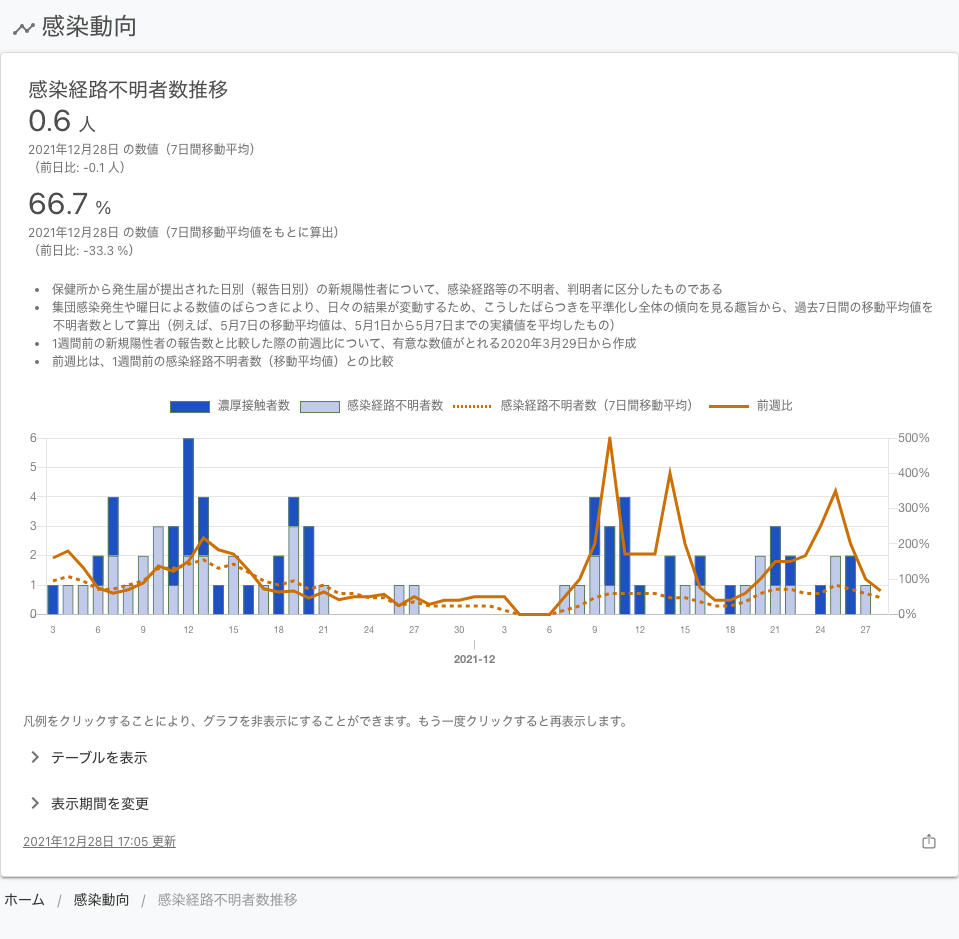 感染動向
感染経路不明者数推移
0.6 人
2021年12月28日 の数値（7日間移動平均）
（前日比: -0.1 人）
66.7 %
2021年12月28日 の数値（7日間移動平均値をもとに算出）
（前日比: -33.3 %）
• 保健所から発生届が提出された日別（報告日別）の新規陽性者について、感染経路等の不明者、判明者に区分したものである
• 集団感染発生や曜日による数値のばらつきにより、日々の結果が変動するため、こうしたばらつきを平準化し全体の傾向を見る趣旨から、過去7日間の移動平均値を
不明者数として算出（例えば、5月7日の移動平均値は、5月1日から5月7日までの実績値を平均したもの）
• 1週間前の新規陽性者の報告数と比較した際の前週比について、有意な数値がとれる2020年3月29日から作成
• 前週比は、1週間前の感染経路不明者数（移動平均値）との比較
濃厚接触者数 感染経路不明者数 感染経路不明者数（7日間移動平均） 前週比
6 500%
5 400%
4 300%
3 200%
2 100%
1 0%
0
3 6 9 12 15 18 21 24 27 30 3 6 9 12 15 18 21 24 27
2021-12
凡例をクリックすることにより、グラフを非表示にすることができます。もう一度クリックすると再表示します。
テーブルを表示
表示期間を変更
2021年12月28日 17:05 更新
ホーム / 感染動向 / 感染経路不明者数推移